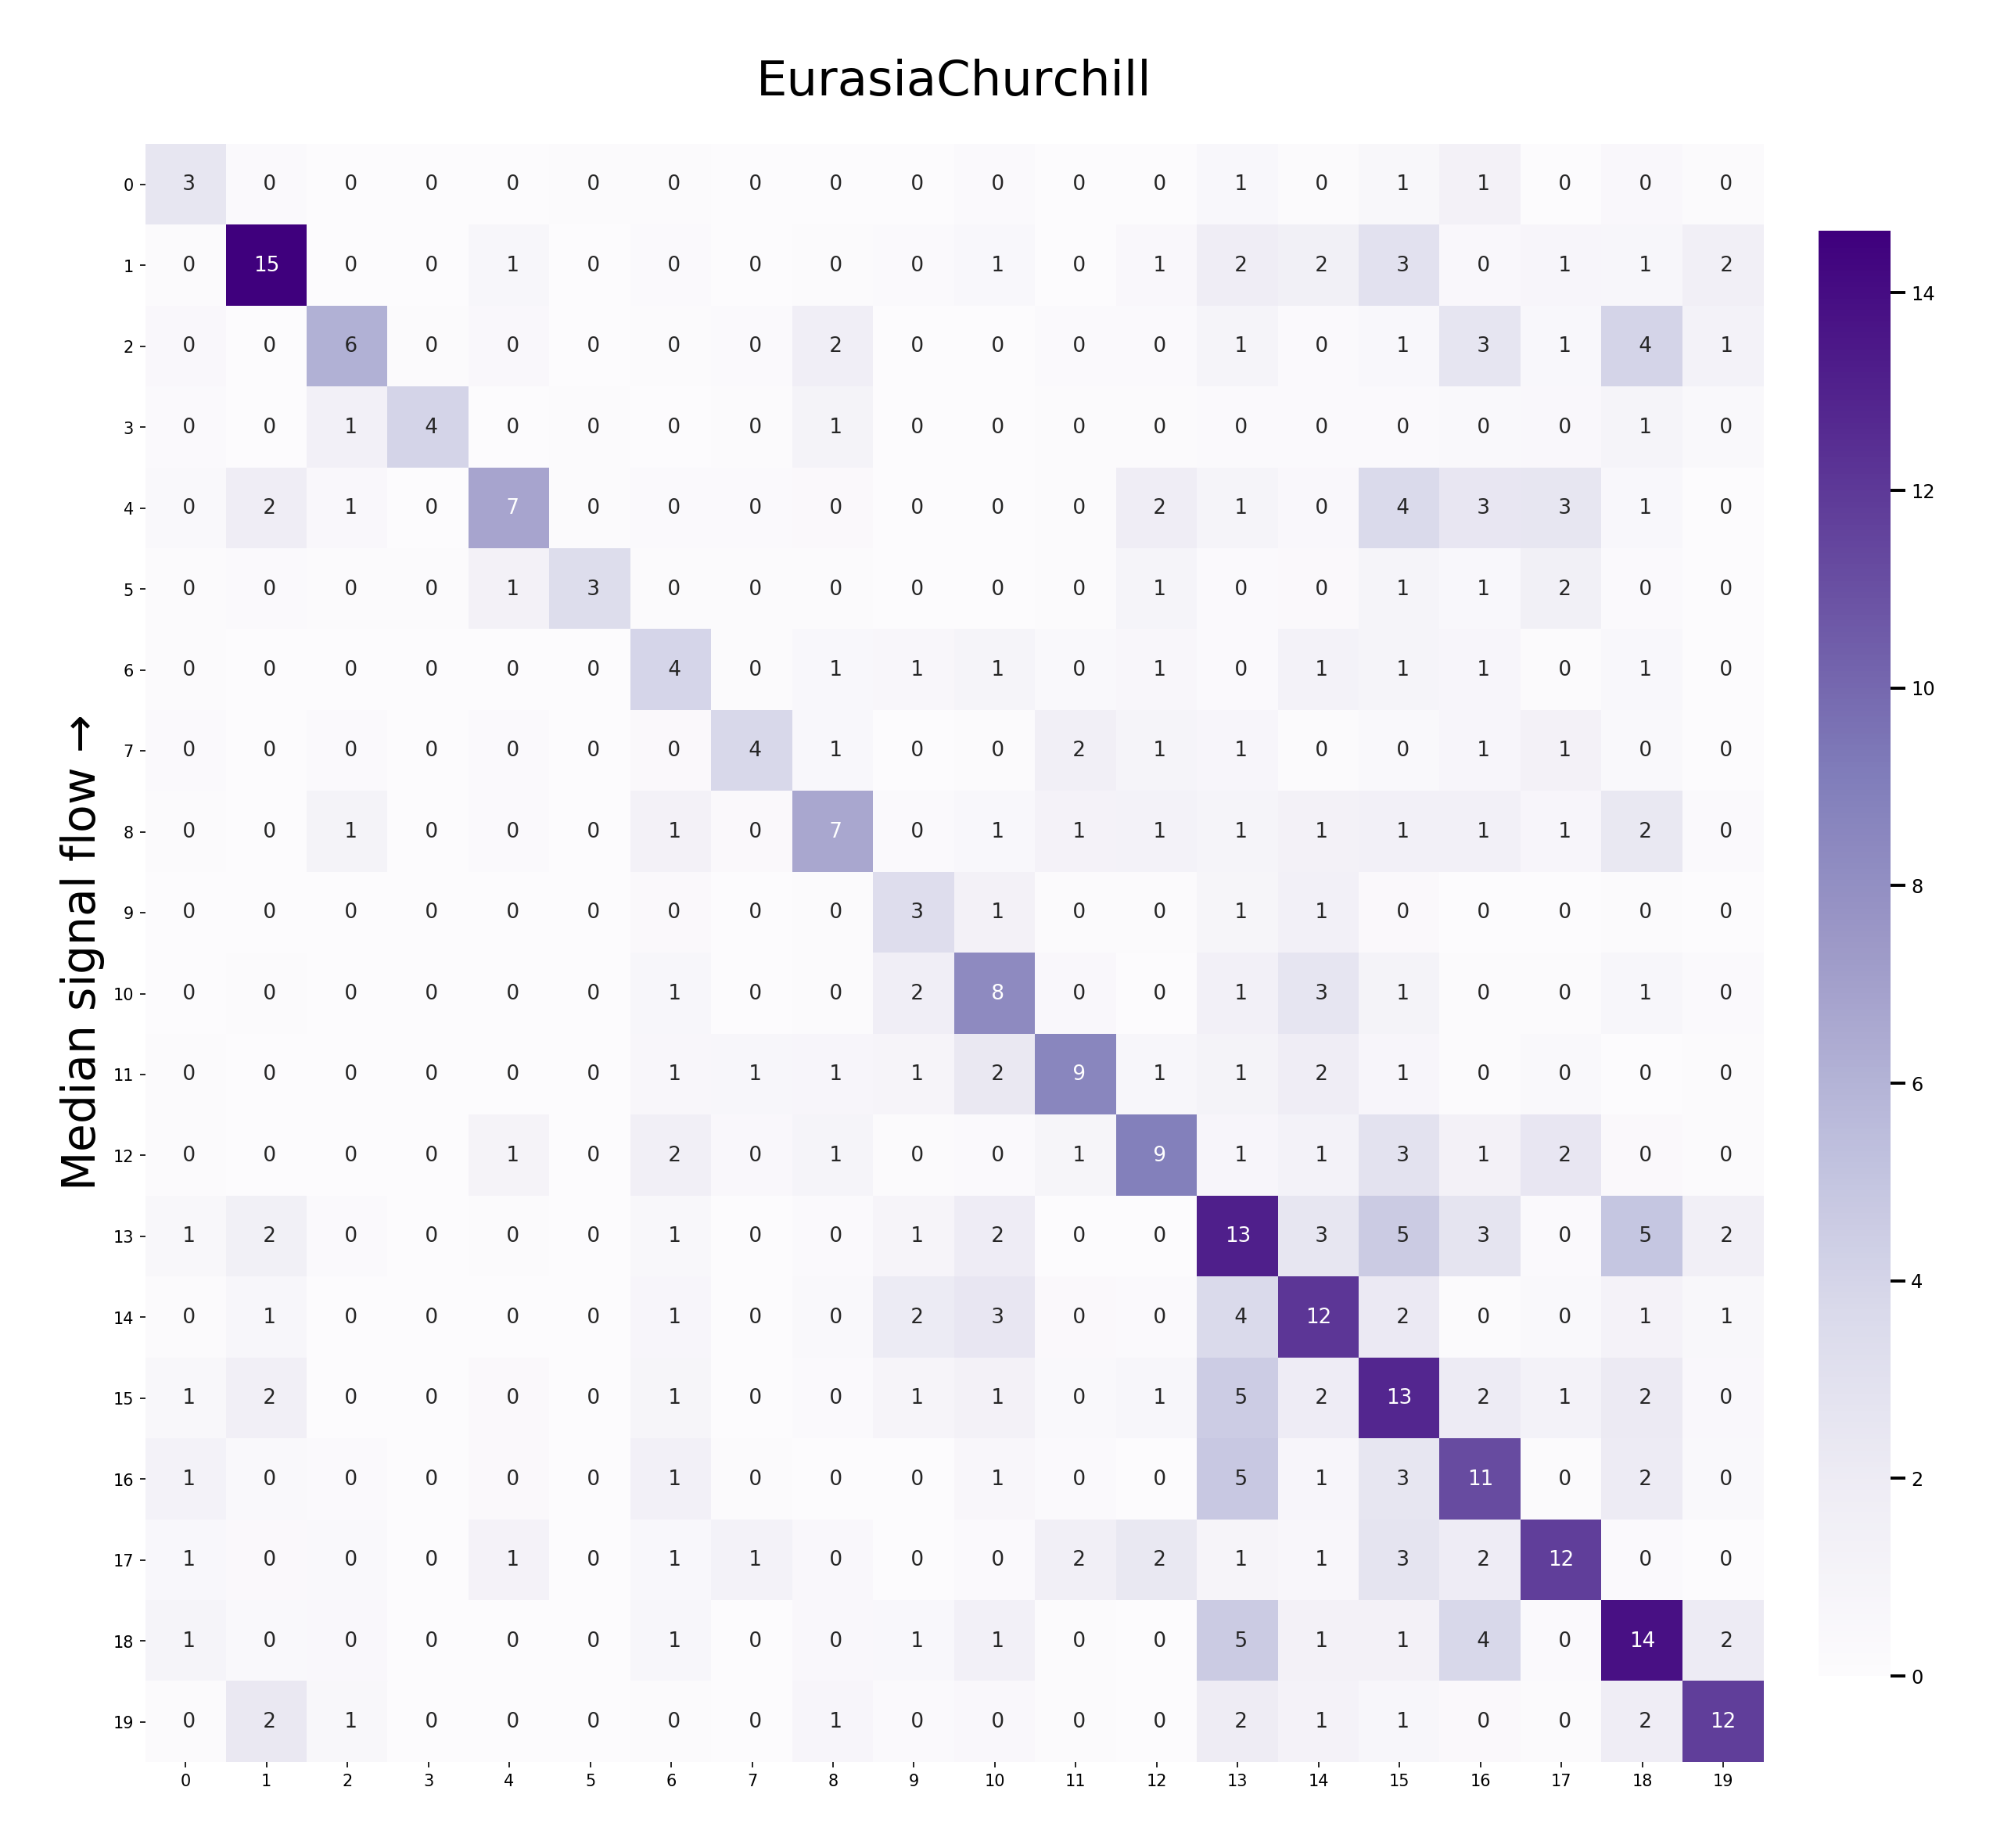 EurasiaChurchill
Median signal flow →
0 3 0 0 0 0 0 0 0 0 0 0 0 0 1 0 1 1 0 0 0
1 0 15 0 0 1 0 0 0 0 0 1 0 1 2 2 3 0 1 1 2
2 0 0 6 0 0 0 0 0 2 0 0 0 0 1 0 1 3 1 4 1
3 0 0 1 4 0 0 0 0 1 0 0 0 0 0 0 0 0 0 1 0
4 0 2 1 0 7 0 0 0 0 0 0 0 2 1 0 4 3 3 1 0
5 0 0 0 0 1 3 0 0 0 0 0 0 1 0 0 1 1 2 0 0
6 0 0 0 0 0 0 4 0 1 1 1 0 1 0 1 1 1 0 1 0
7 0 0 0 0 0 0 0 4 1 0 0 2 1 1 0 0 1 1 0 0
8 0 0 1 0 0 0 1 0 7 0 1 1 1 1 1 1 1 1 2 0
9 0 0 0 0 0 0 0 0 0 3 1 0 0 1 1 0 0 0 0 0
10 0 0 0 0 0 0 1 0 0 2 8 0 0 1 3 1 0 0 1 0
11 0 0 0 0 0 0 1 1 1 1 2 9 1 1 2 1 0 0 0 0
12 0 0 0 0 1 0 2 0 1 0 0 1 9 1 1 3 1 2 0 0
13 1 2 0 0 0 0 1 0 0 1 2 0 0 13 3 5 3 0 5 2
14 0 1 0 0 0 0 1 0 0 2 3 0 0 4 12 2 0 0 1 1
15 1 2 0 0 0 0 1 0 0 1 1 0 1 5 2 13 2 1 2 0
16 1 0 0 0 0 0 1 0 0 0 1 0 0 5 1 3 11 0 2 0
17 1 0 0 0 1 0 1 1 0 0 0 2 2 1 1 3 2 12 0 0
18 1 0 0 0 0 0 1 0 0 1 1 0 0 5 1 1 4 0 14 2
19 0 2 1 0 0 0 0 0 1 0 0 0 0 2 1 1 0 0 2 12
0 1 2 3 4 5 6 7 8 9 10 11 12 13 14 15 16 17 18 19
14
12
10
8
6
4
2
0